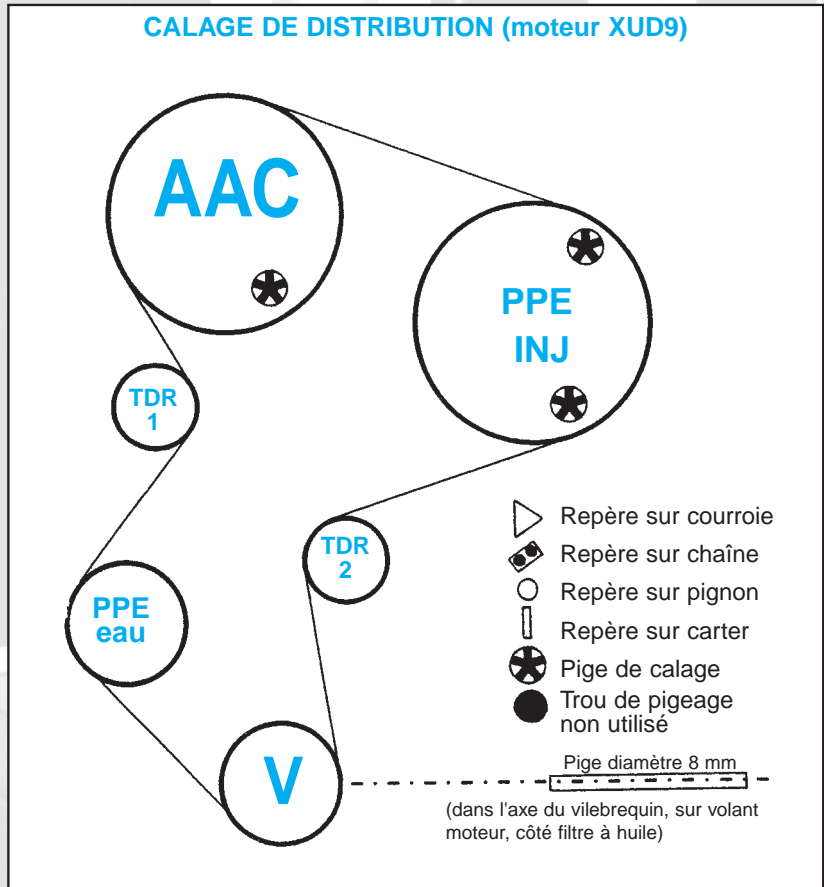 CALAGE DE DISTRIBUTION (moteur XUD9)
AAC
PPE
INJ
TDR
1
TDR
2
PPE
eau
V
Repère sur courroie
Repère sur chaîne
Repère sur pignon
Repère sur carter
Pige de calage
Trou de pigeage
non utilisé
Pige diamètre 8 mm
(dans l'axe du vilebrequin, sur volant
moteur, côté filtre à huile)